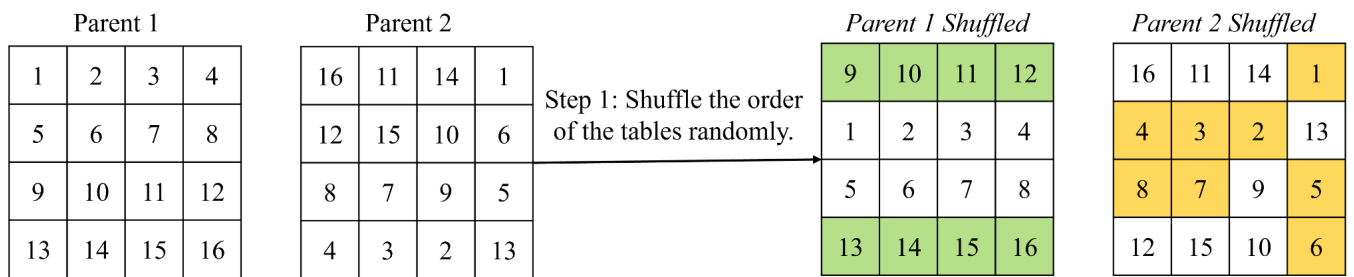 Parent 1
1 2 3 4
5 6 7 8
9 10 11 12
13 14 15 16
Parent 2
16 11 14 1
12 15 10 6
8 7 9 5
4 3 2 13
Step 1: Shuffle the order
of the tables randomly.
Parent 1 Shuffled
9 10 11 12
1 2 3 4
5 6 7 8
13 14 15 16
Parent 2 Shuffled
16 11 14 1
4 3 2 13
8 7 9 5
12 15 10 6